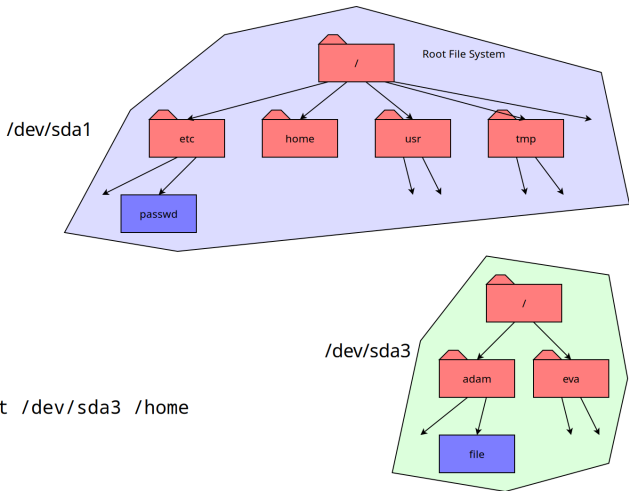 /
Root File System
/dev/sda1
etc
home
usr
tmp
passwd
/
/dev/sda3
adam
eva
t /dev/sda3 /home
file